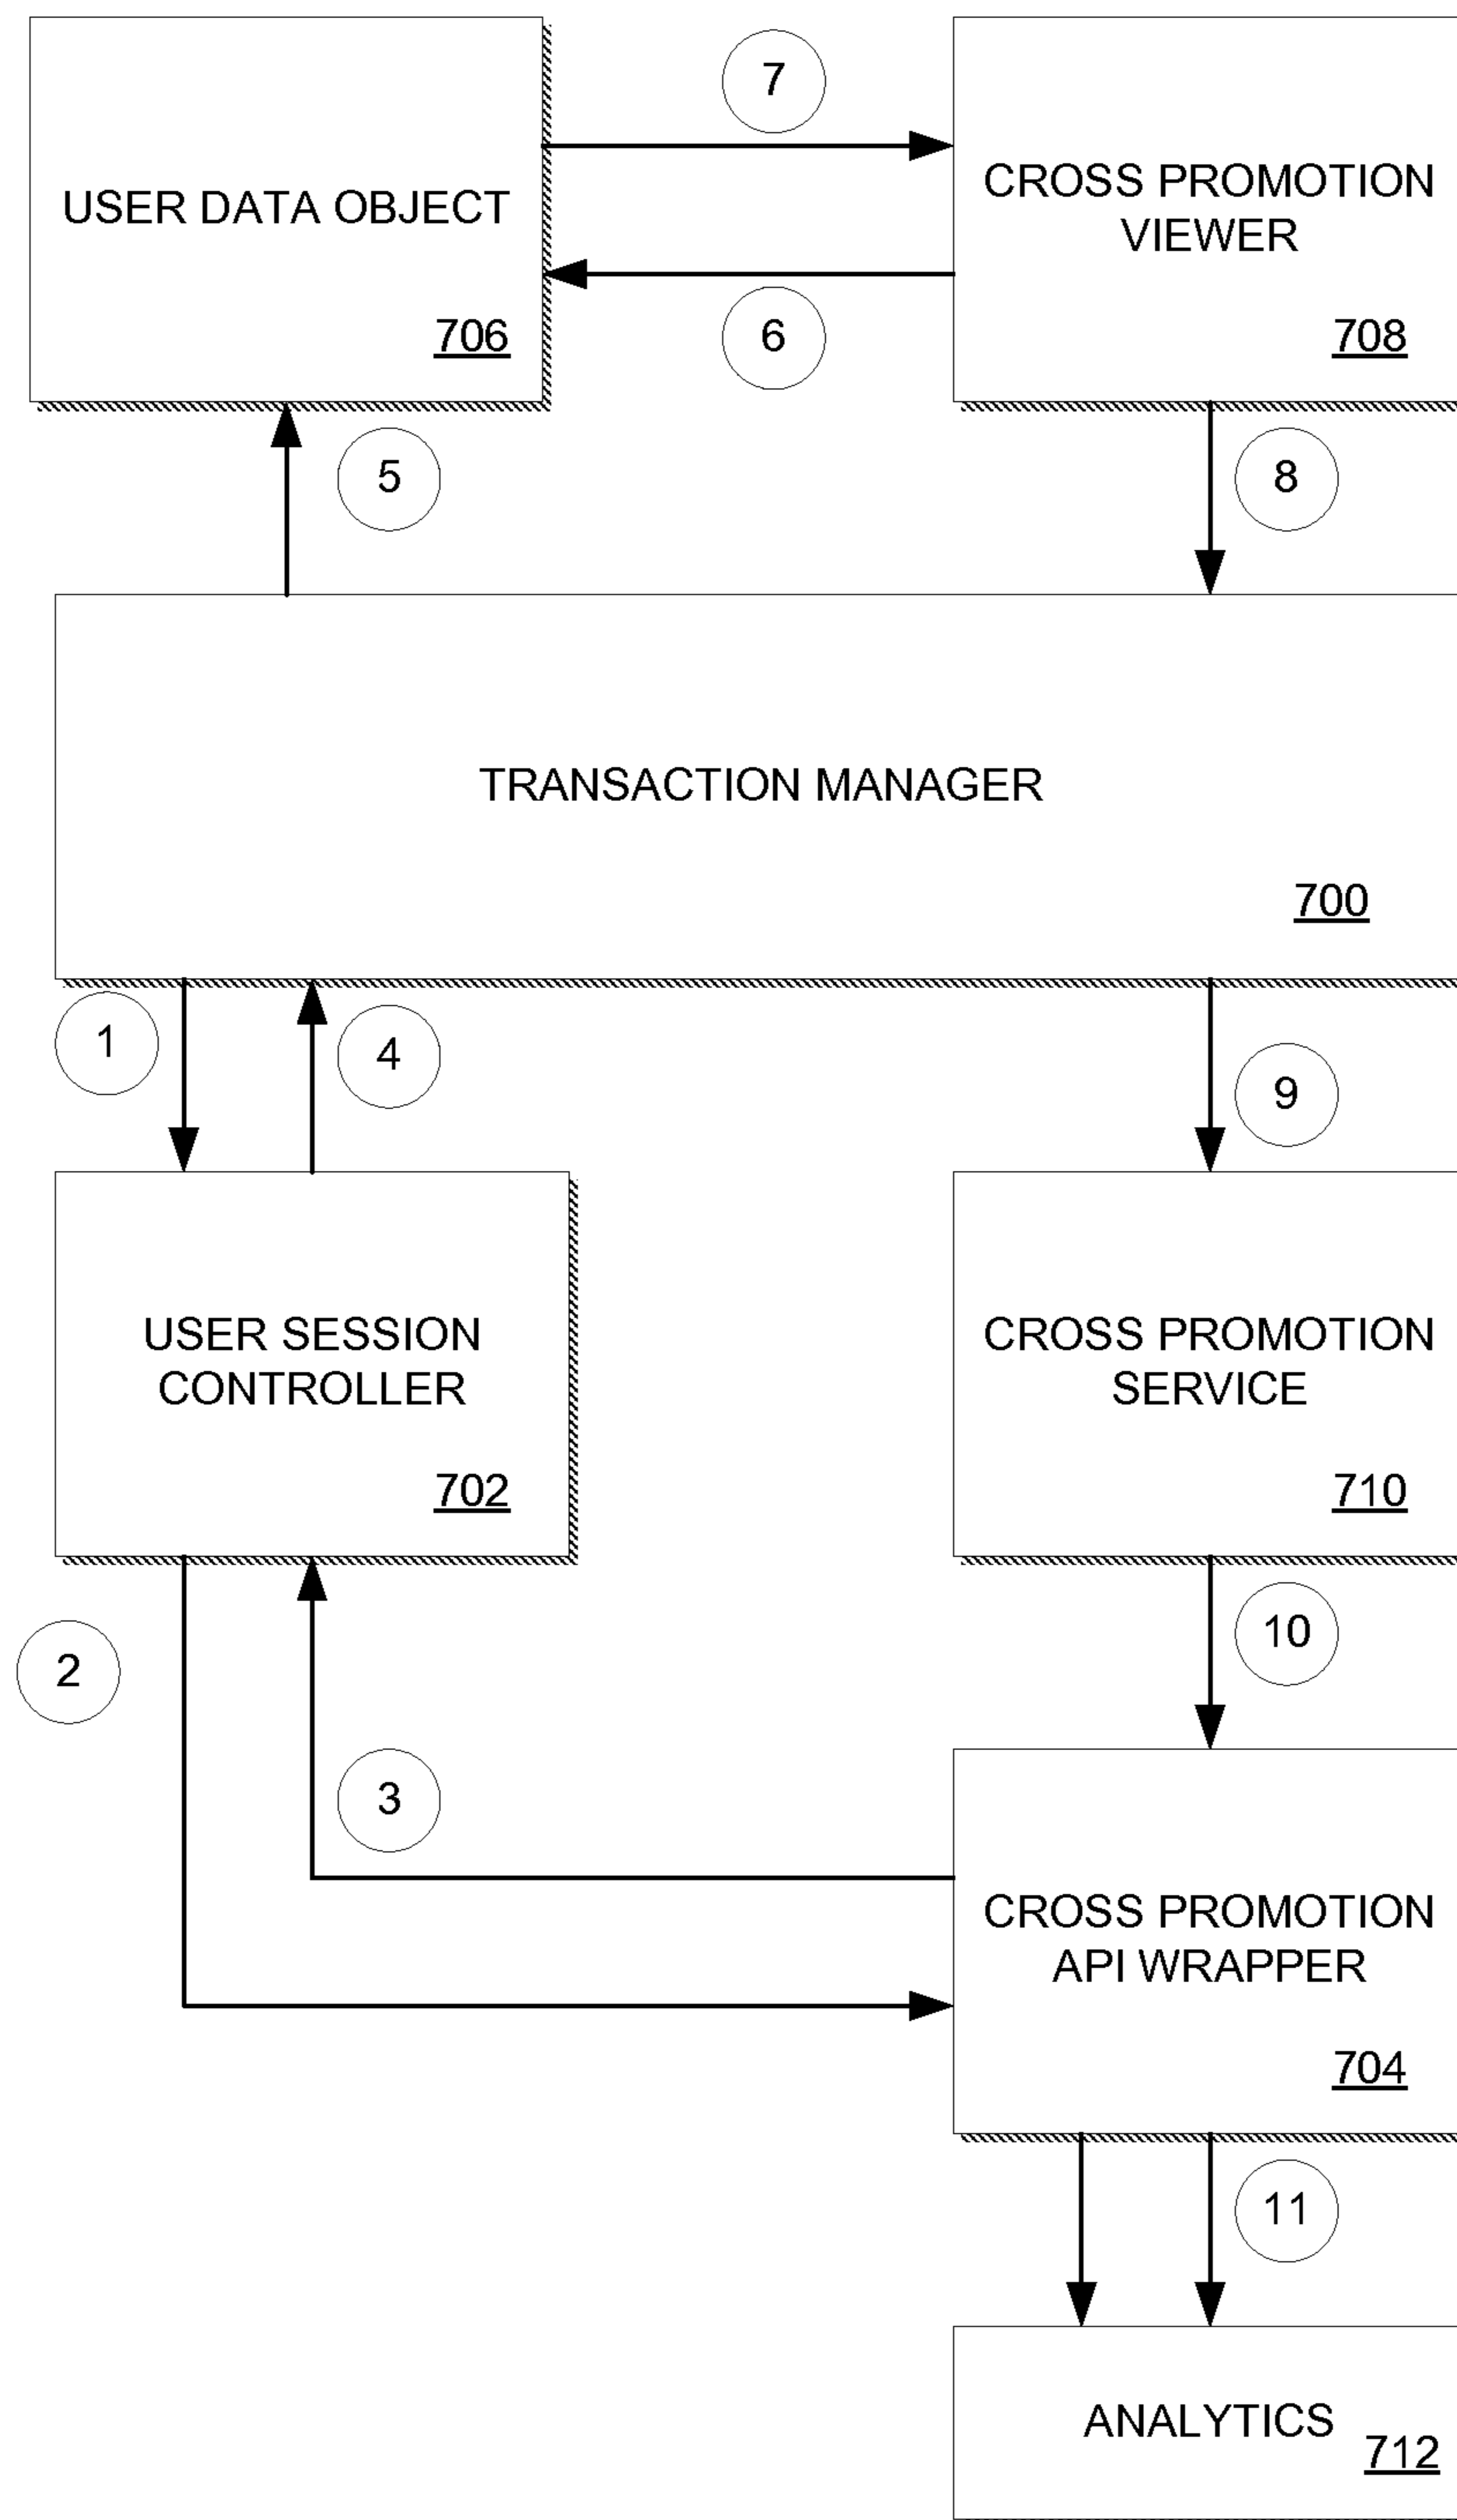 7
USER DATA OBJECT
706
CROSS PROMOTION
VIEWER
708
6
5
8
TRANSACTION MANAGER
700
1
4
9
USER SESSION
CONTROLLER
702
CROSS PROMOTION
SERVICE
710
2
10
3
CROSS PROMOTION
API WRAPPER
704
11
ANALYTICS
712